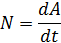 N = dA/dt